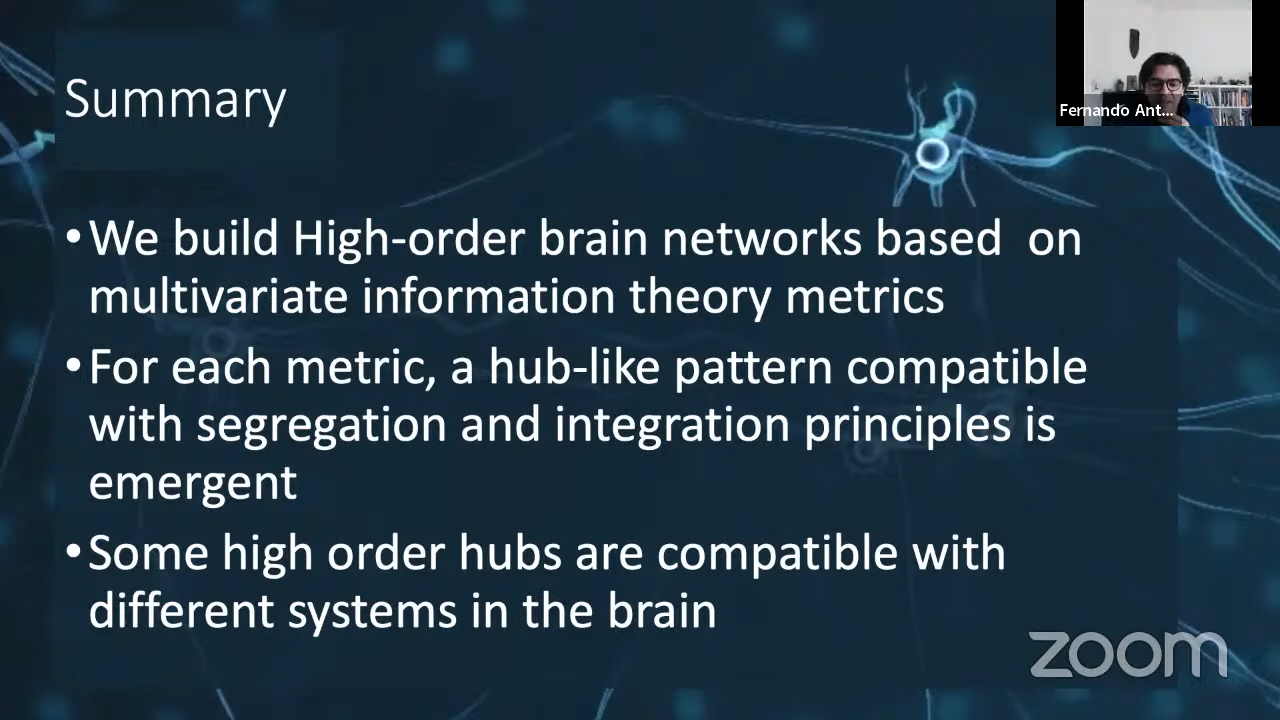 Summary
Fernando Ant...
•We build High-order brain networks based  on
multivariate information theory metrics
•For each metric, a hub-like pattern compatible
with segregation and integration principles is
emergent
•Some high order hubs are compatible with
different systems in the brain
zoom